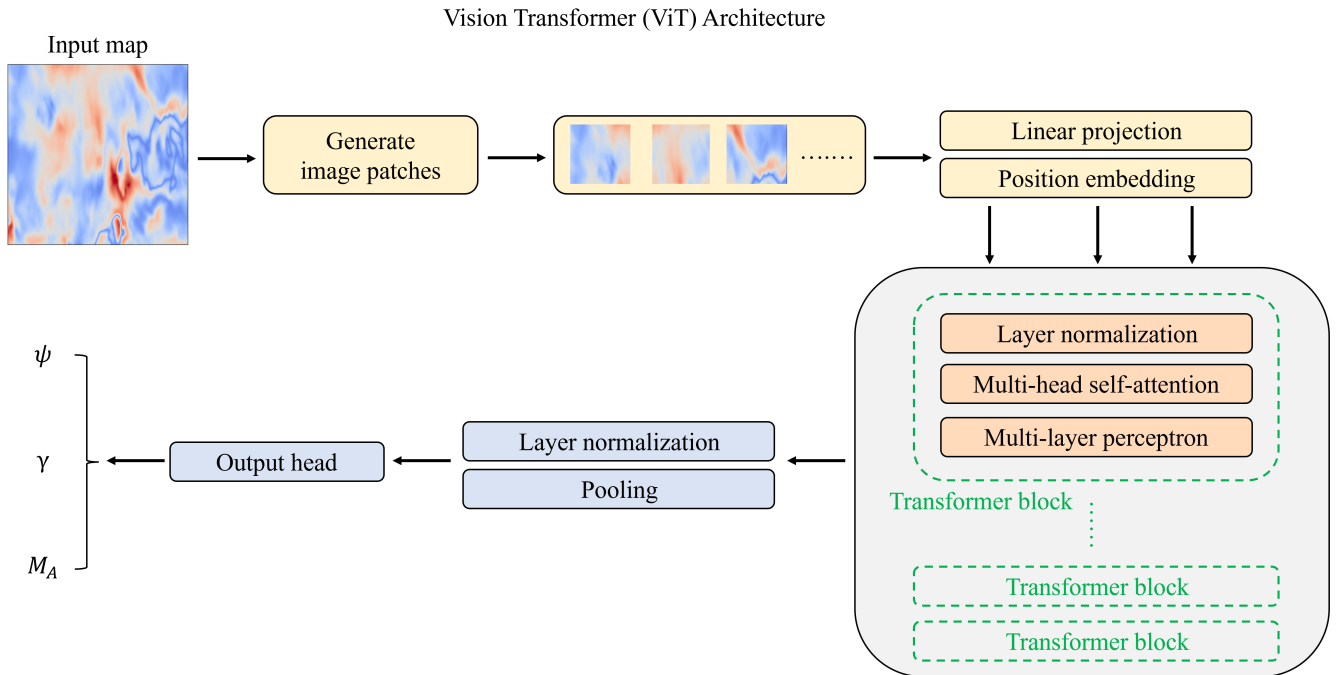 Vision Transformer (ViT) Architecture
Input map
Generate
image patches
.......
Linear projection
Position embedding
Layer normalization
Multi-head self-attention
Multi-layer perceptron
Transformer block
Transformer block
Transformer block
Layer normalization
Pooling
Output head
ψ
γ
M_A